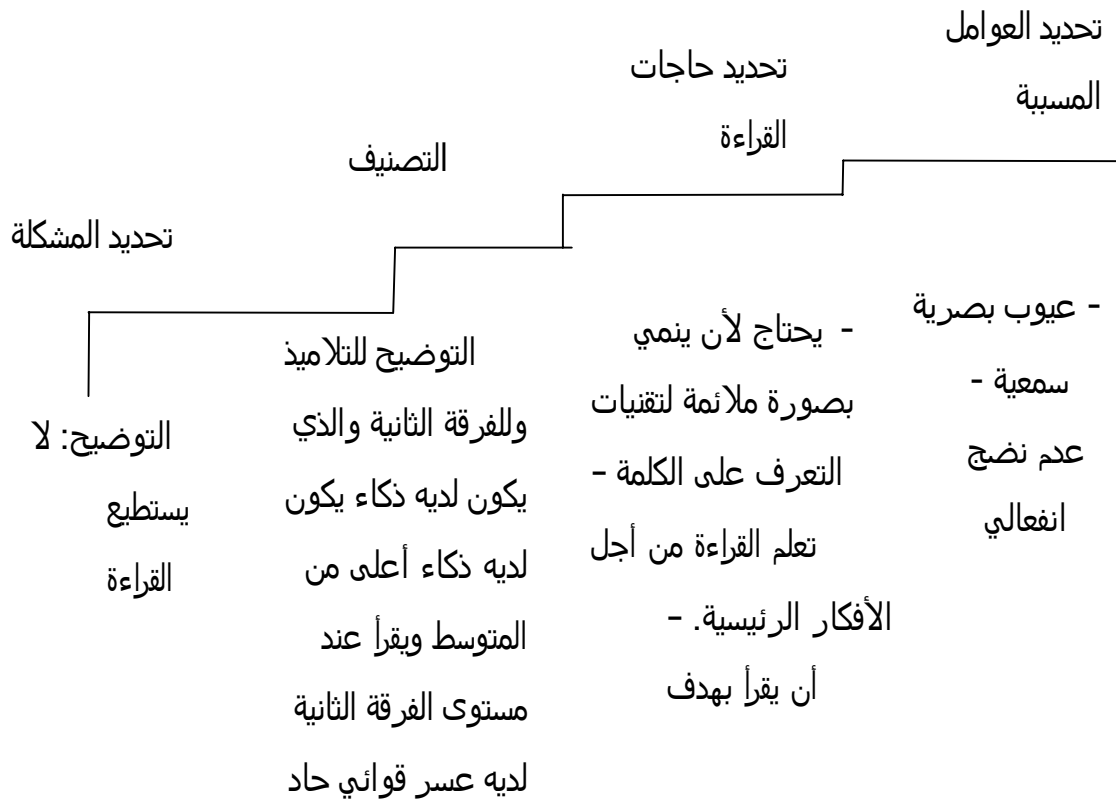 تحديد العوامل
المسببة
تحديد حاجات
القراءة
التصنيف
تحديد المشكلة
- عيوب بصرية
سمعية -
عدم نضج
انفعالي
- يحتاج لأن ينمي
بصورة ملائمة لتقنيات
التعرف على الكلمة –
تعلم القراءة من أجل
الأفكار الرئيسية. –
أن يقرأ بهدف
التوضيح للتلاميذ
وللفرقة الثانية والذي
يكون لديه ذكاء يكون
لديه ذكاء أعلى من
المتوسط ويقرأ عند
مستوى الفرقة الثانية
لديه عسر قوائي حاد
التوضيح: لا
يستطيع
القراءة